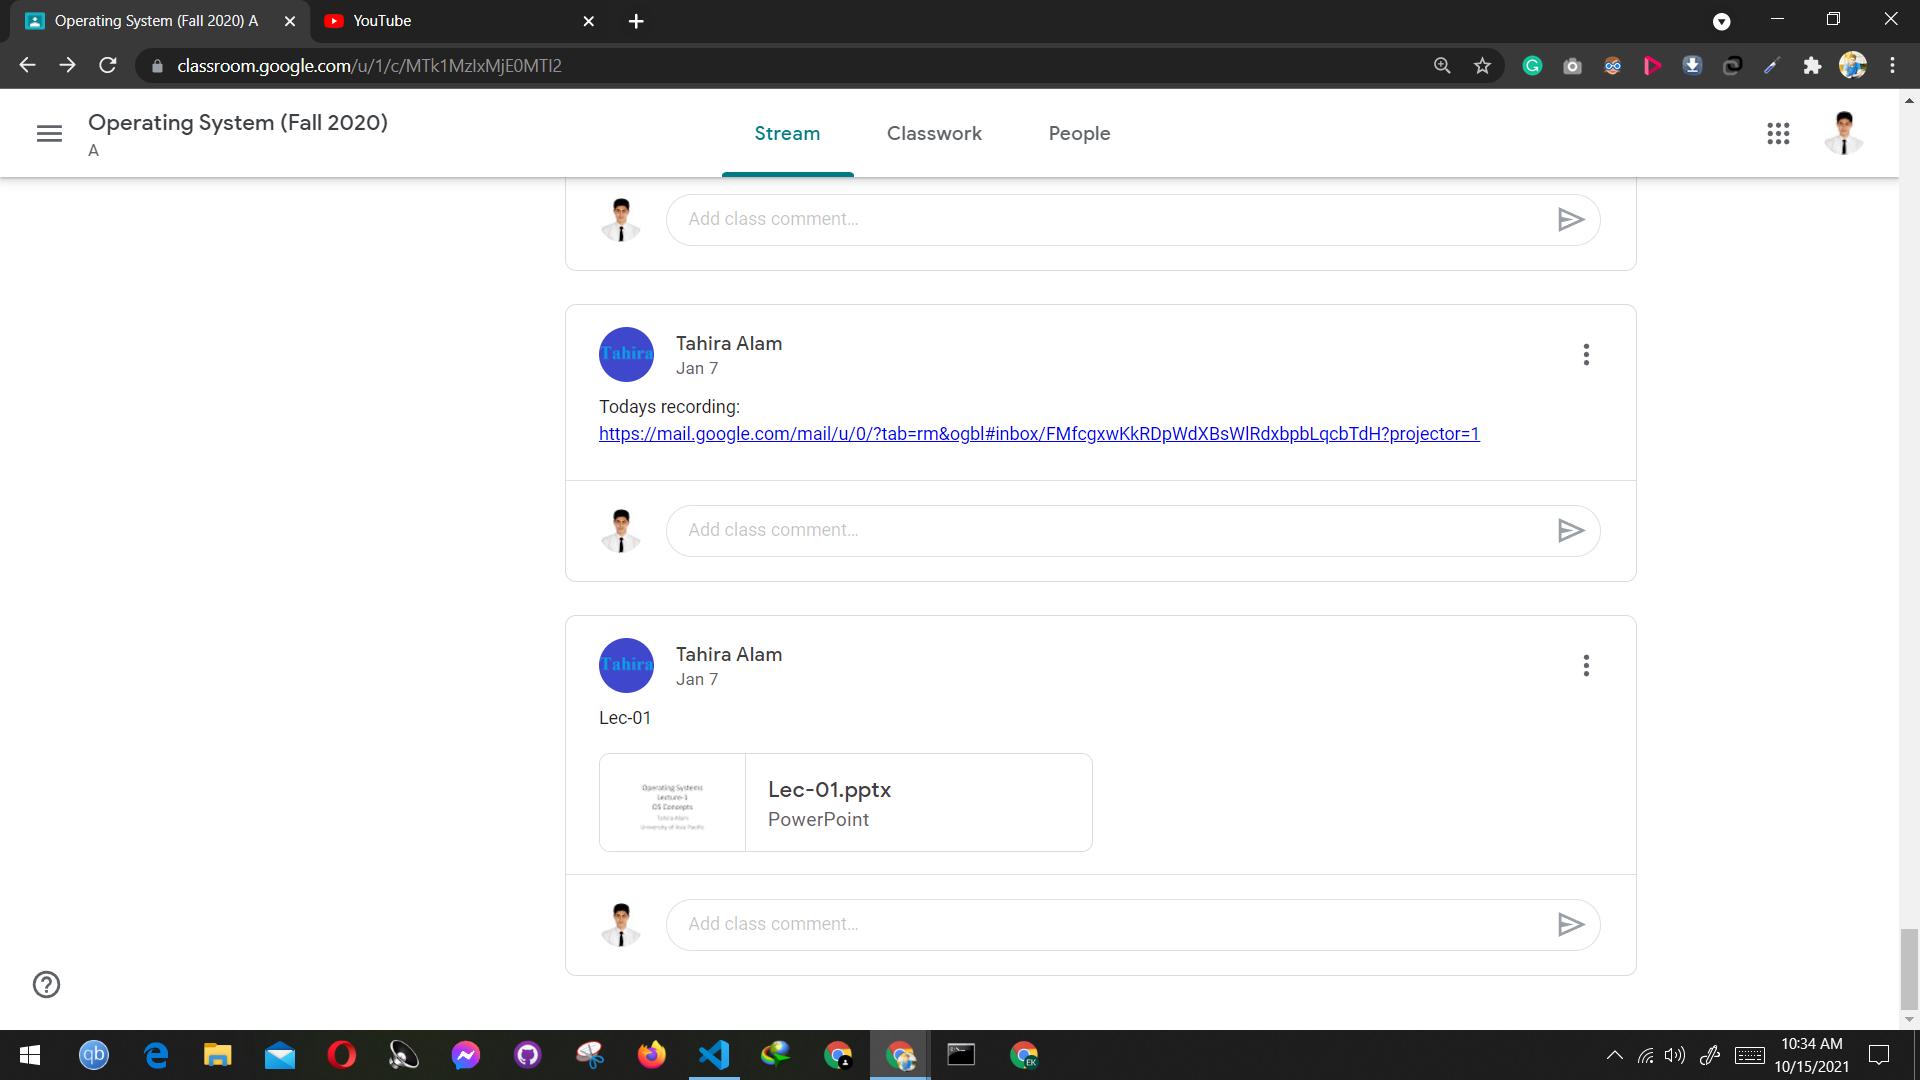 Operating System (Fall 2020) A
YouTube
classroom.google.com/u/1/c/MTk1MzIxMjE0MTI2
Operating System (Fall 2020)
A
Stream
Classwork
People
Add class comment...
Tahira
Tahira Alam
Jan 7
Todays recording:
https://mail.google.com/mail/u/0/?tab=rm&ogbl#inbox/FMfcgxwKkRDpWdXBsWlRdxbpbLqcbTdH?projector=1
Add class comment...
Tahira
Tahira Alam
Jan 7
Lec-01
Operating Systems
Lecture-1
OS Concepts
Tahira Alam
University of Asia Pacific
Lec-01.pptx
PowerPoint
Add class comment...
qb
EK
10:34 AM
10/15/2021